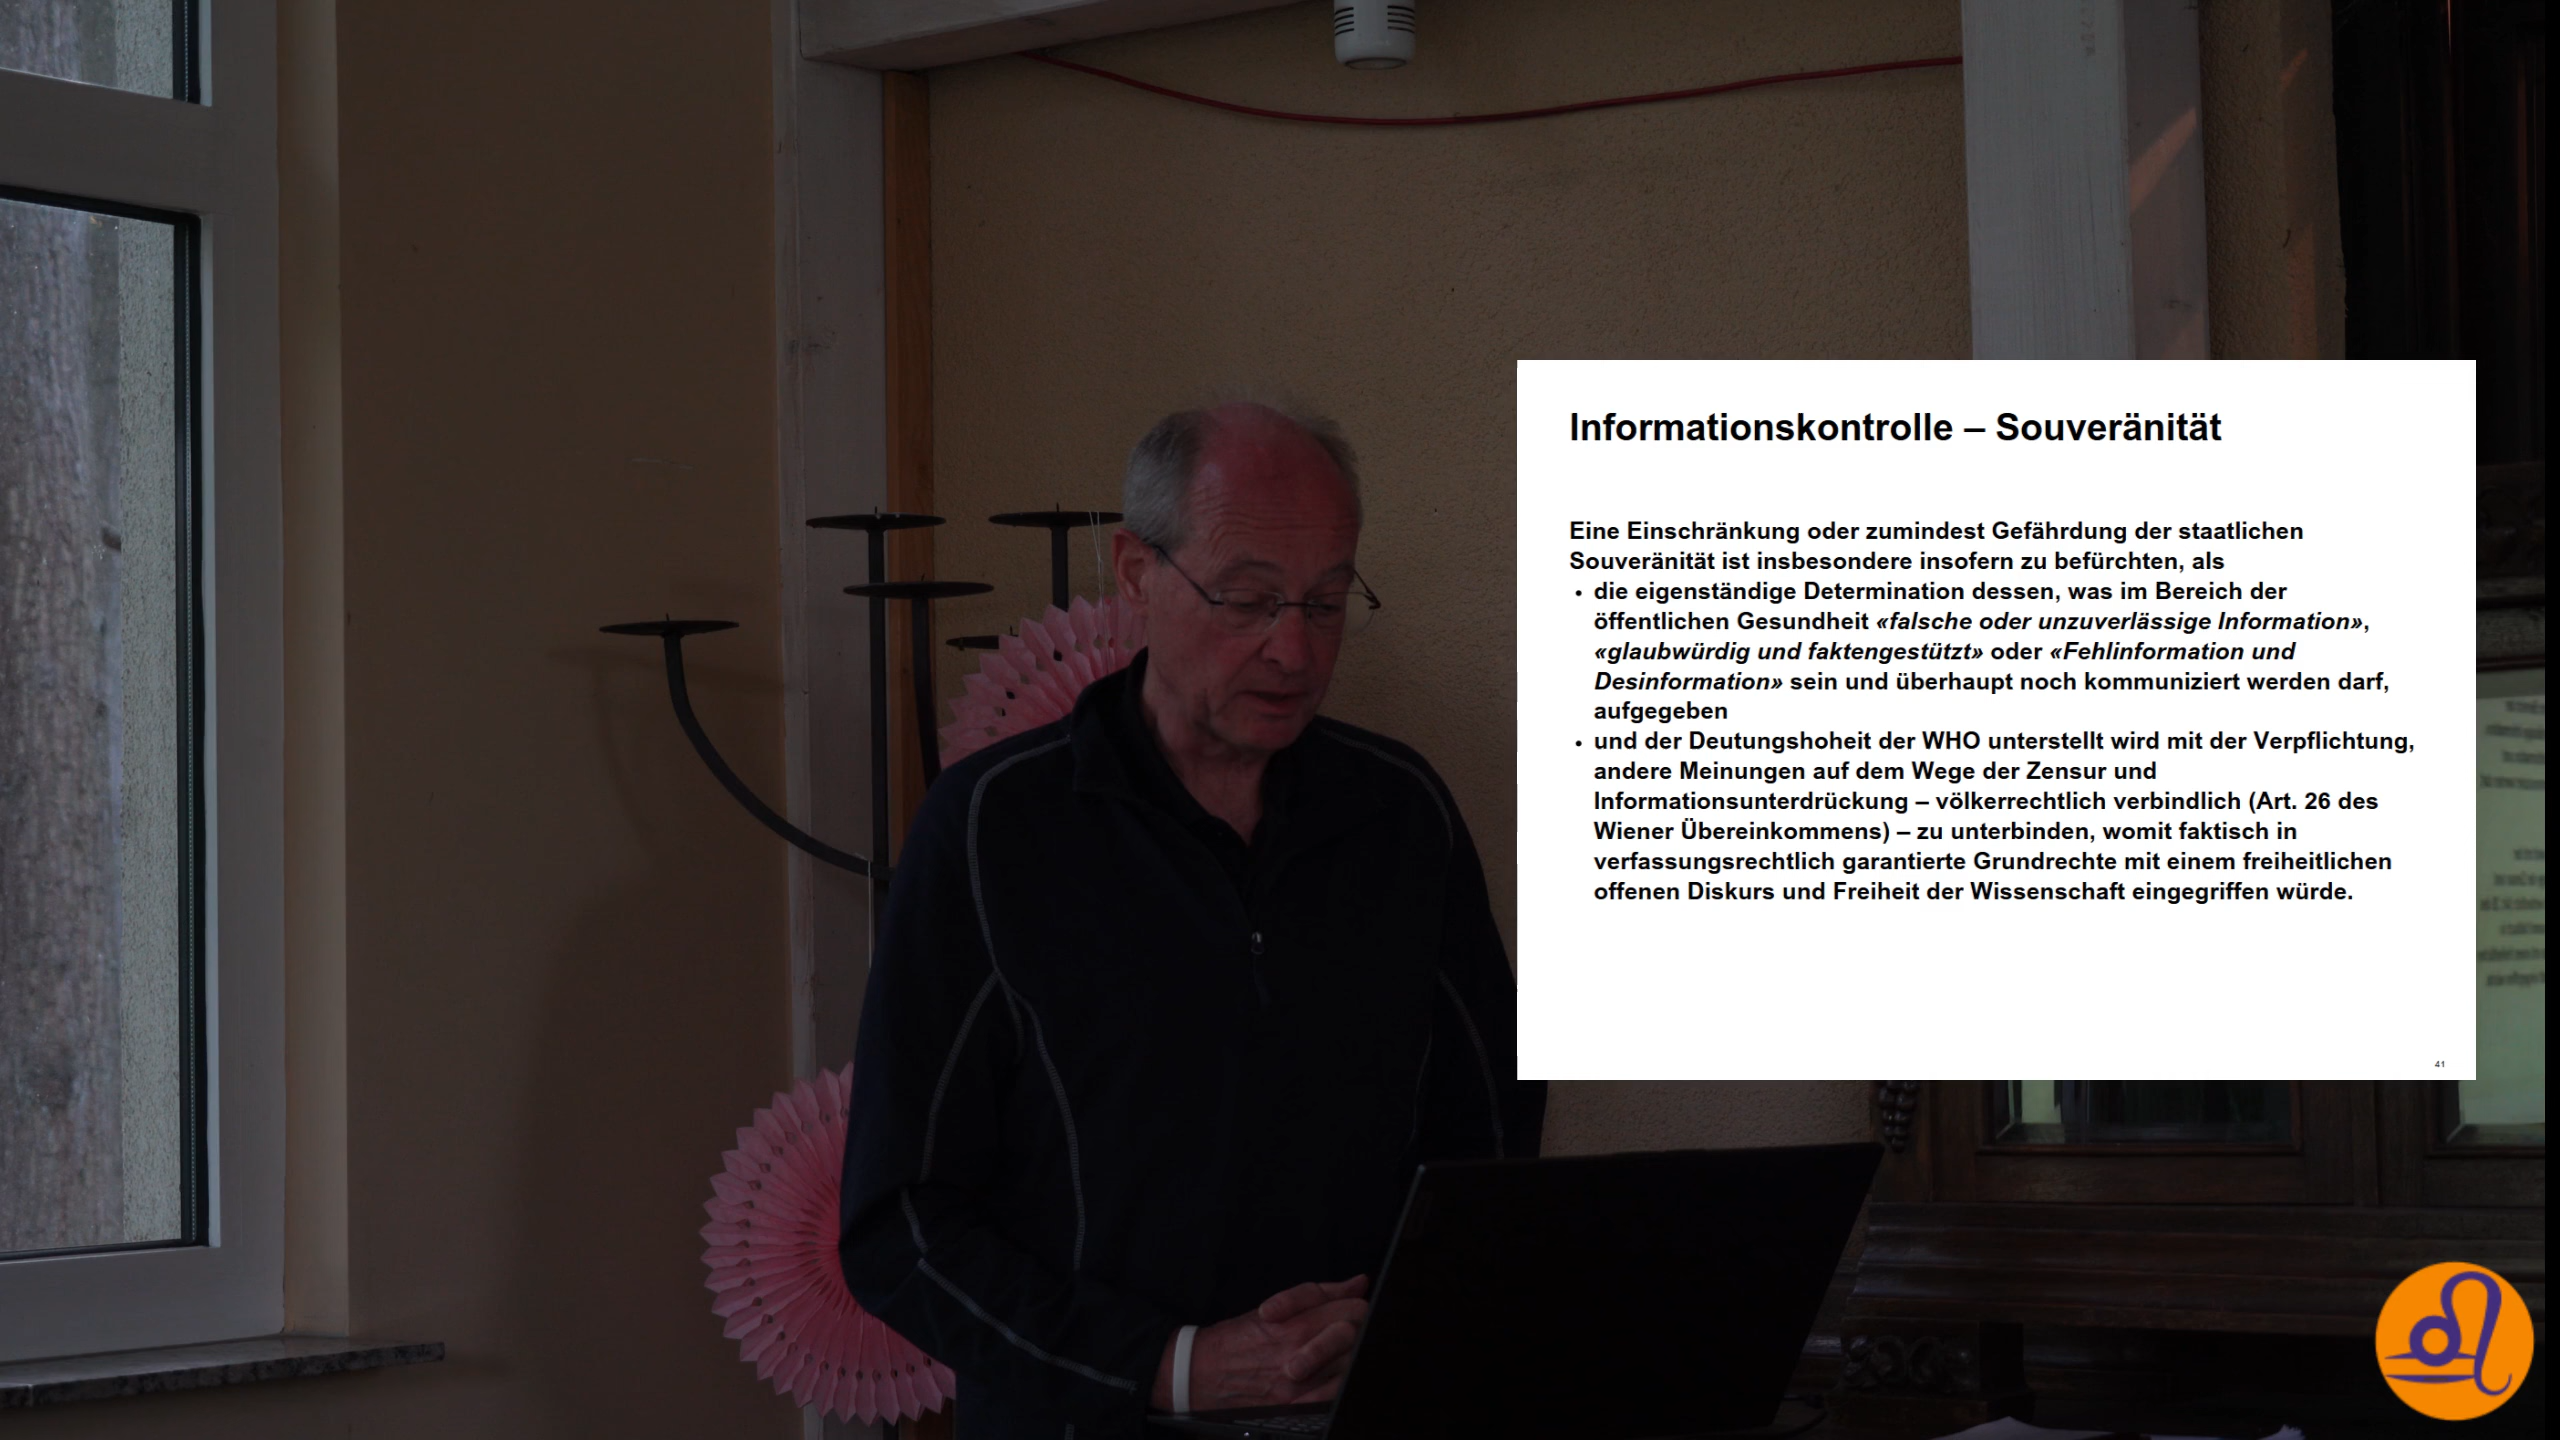 Informationskontrolle – Souveränität
Eine Einschränkung oder zumindest Gefährdung der staatlichen
Souveränität ist insbesondere insofern zu befürchten, als
• die eigenständige Determination dessen, was im Bereich der
öffentlichen Gesundheit «falsche oder unzuverlässige Information»,
«glaubwürdig und faktengestützt» oder «Fehlinformation und
Desinformation» sein und überhaupt noch kommuniziert werden darf,
aufgegeben
• und der Deutungshoheit der WHO unterstellt wird mit der Verpflichtung,
andere Meinungen auf dem Wege der Zensur und
Informationsunterdrückung – völkerrechtlich verbindlich (Art. 26 des
Wiener Übereinkommens) – zu unterbinden, womit faktisch in
verfassungsrechtlich garantierte Grundrechte mit einem freiheitlichen
offenen Diskurs und Freiheit der Wissenschaft eingegriffen würde.
41